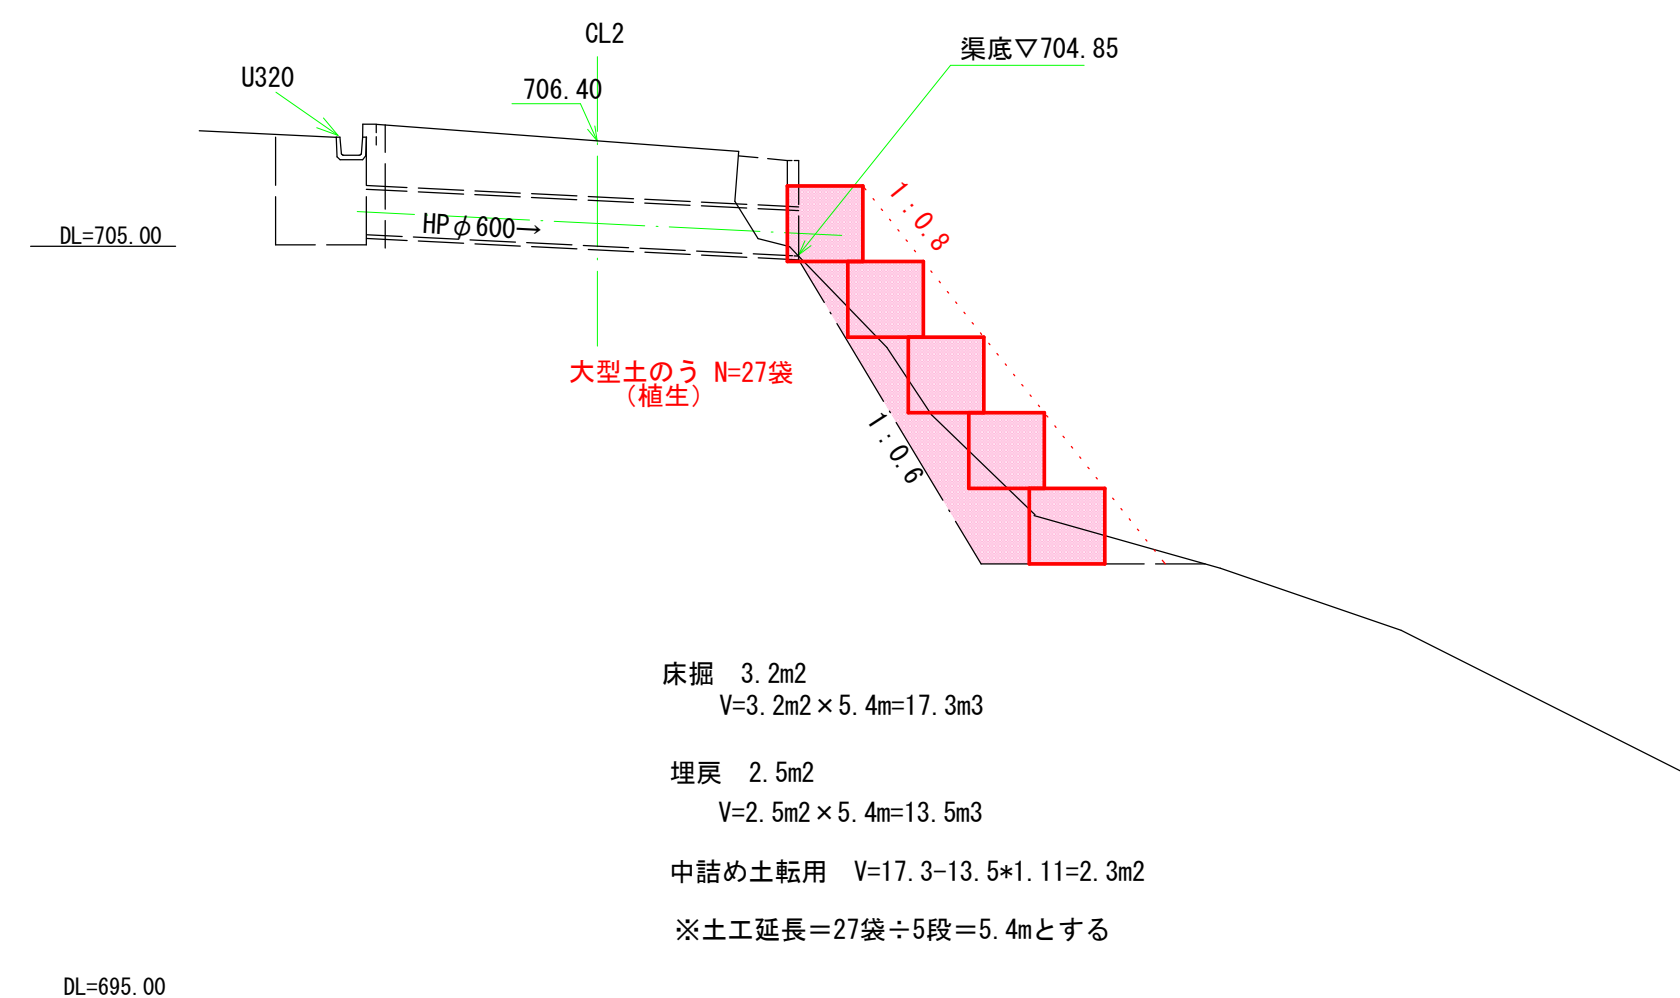 CL2
渠底▽704.85
U320
706.40
1:0.8
HPφ600→
DL=705.00
大型土のう N=27袋
(植生)
1:0.6
床掘 3.2m2
V=3.2m2×5.4m=17.3m3
埋戻 2.5m2
V=2.5m2×5.4m=13.5m3
中詰め土転用 V=17.3-13.5*1.11=2.3m2
※土工延長＝27袋÷5段＝5.4mとする
DL=695.00